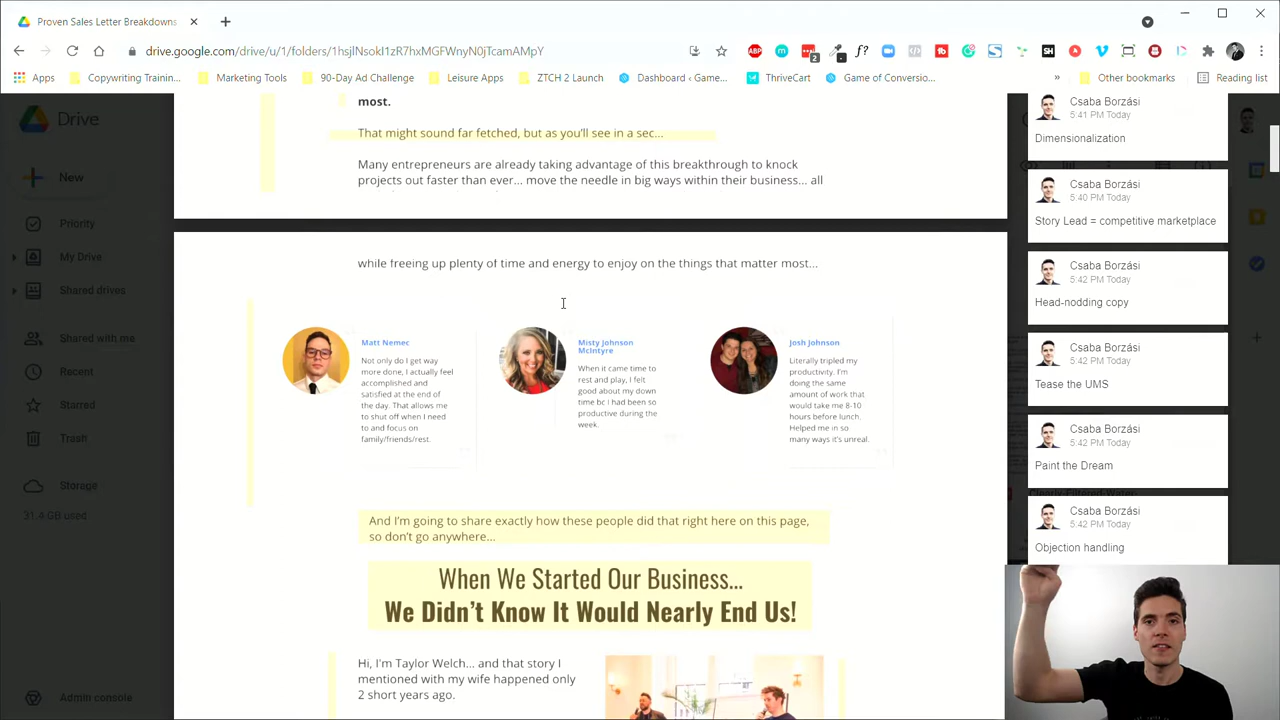 Proven Sales Letter Breakdowns
drive.google.com/drive/u/1/folders/1hsjlNsokI1zR7hxMGFWnyN0jTcamAMpY
Apps
Copywriting Trainin...
Marketing Tools
90-Day Ad Challenge
Leisure Apps
ZTCH 2 Launch
Dashboard ‹ Game...
ThriveCart
Game of Conversio...
»
Other bookmarks
Reading list
Drive
New
Priority
My Drive
Shared drives
Shared with me
Recent
Starred
Trash
Storage
31.4 GB used
Admin console
most.
That might sound far fetched, but as you'll see in a sec...
Many entrepreneurs are already taking advantage of this breakthrough to knock
projects out faster than ever... move the needle in big ways within their business... all
while freeing up plenty of time and energy to enjoy on the things that matter most...
Matt Nemec
Not only do I get way
more done, I actually feel
accomplished and
satisfied at the end of
the day. That allows me
to shut off when I need
to and focus on
family/friends/rest.
Misty Johnson
McIntyre
When it came time to
rest and play, I felt
good about my down
time bc I had been so
productive during the
week.
Josh Johnson
Literally tripled my
productivity. I'm
doing the same
amount of work that
would take me 8-10
hours before lunch.
Helped me in so
many ways it's unreal.
And I'm going to share exactly how these people did that right here on this page,
so don't go anywhere...
When We Started Our Business...
We Didn't Know It Would Nearly End Us!
Hi, I'm Taylor Welch... and that story I
mentioned with my wife happened only
2 short years ago.
Csaba Borzási
5:41 PM Today
Dimensionalization
Csaba Borzási
5:40 PM Today
Story Lead = competitive marketplace
Csaba Borzási
5:42 PM Today
Head-nodding copy
Csaba Borzási
5:42 PM Today
Tease the UMS
Csaba Borzási
5:42 PM Today
Paint the Dream
Csaba Borzási
5:42 PM Today
Objection handling